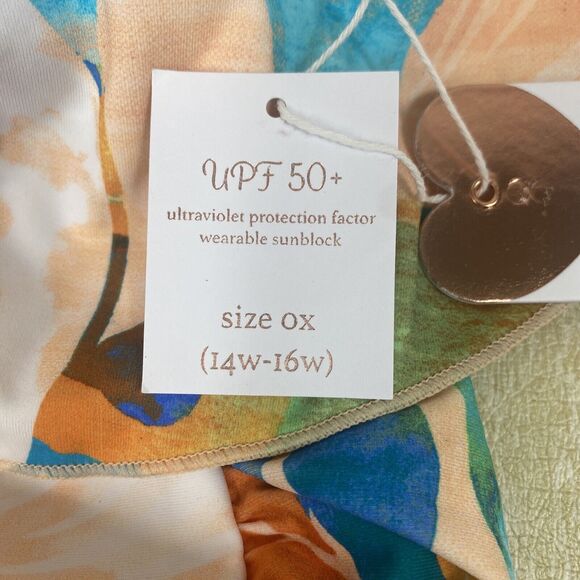 UPF 50+
ultraviolet protection factor
wearable sunblock
size 0x
(14w-16w)